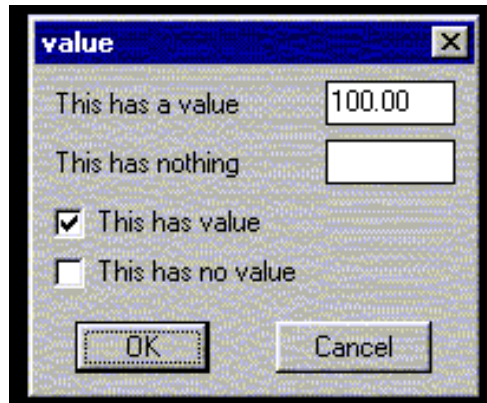 value
This has a value 100.00
This has nothing
This has value
This has no value
OK Cancel